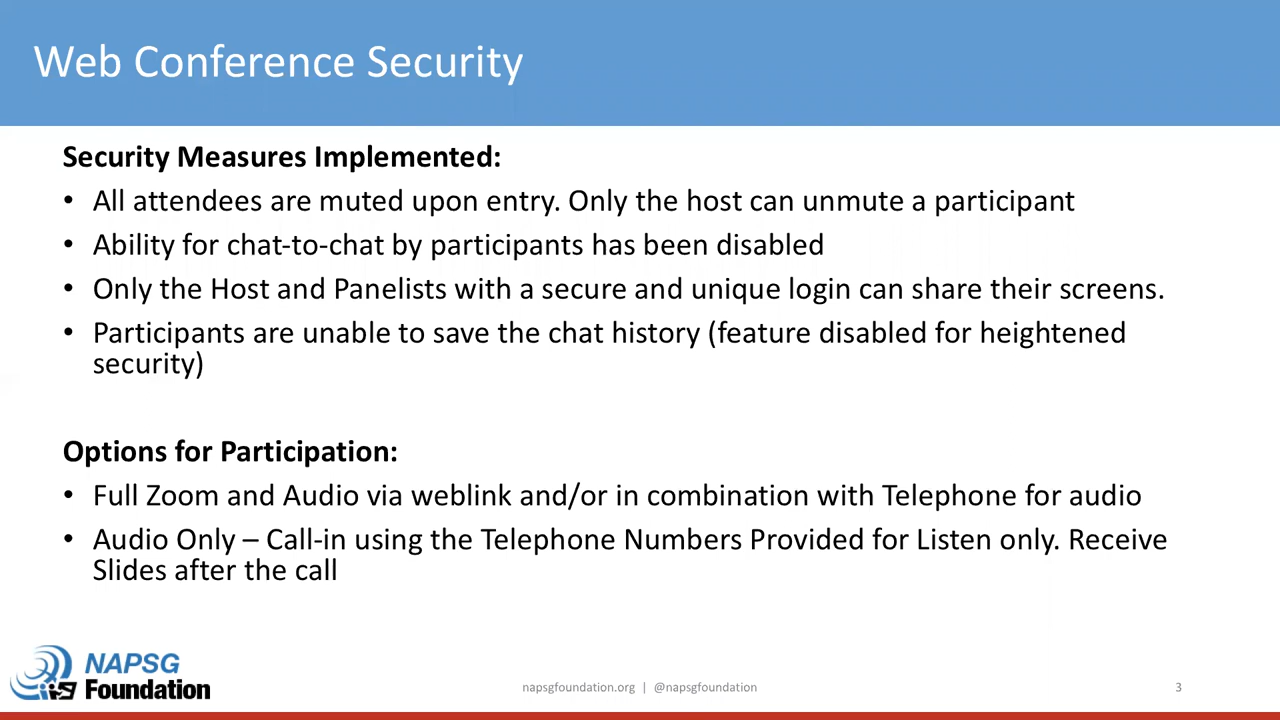 Web Conference Security
Security Measures Implemented:
• All attendees are muted upon entry. Only the host can unmute a participant
• Ability for chat-to-chat by participants has been disabled
• Only the Host and Panelists with a secure and unique login can share their screens.
• Participants are unable to save the chat history (feature disabled for heightened
security)
Options for Participation:
• Full Zoom and Audio via weblink and/or in combination with Telephone for audio
• Audio Only – Call-in using the Telephone Numbers Provided for Listen only. Receive
Slides after the call
NAPSG
Foundation
napsgfoundation.org | @napsgfoundation
3